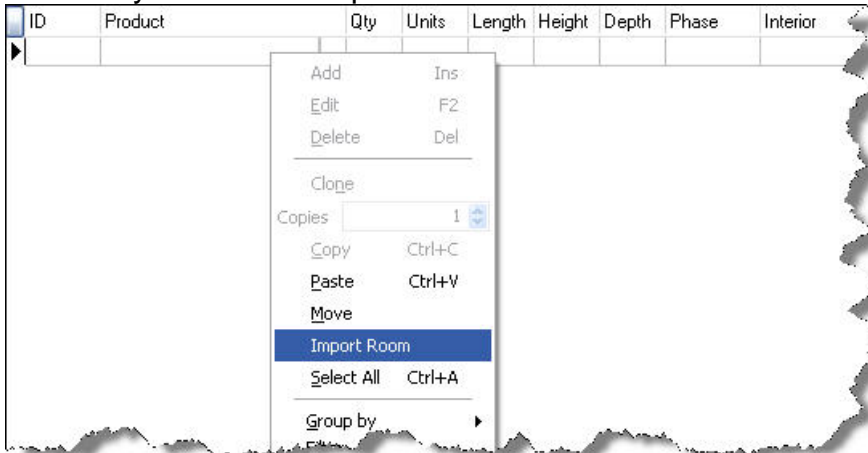 ID Product Qty Units Length Height Depth Phase Interior
Add Ins
Edit F2
Delete Del
Clone
Copies 1
Copy Ctrl+C
Paste Ctrl+V
Move
Import Room
Select All Ctrl+A
Group by